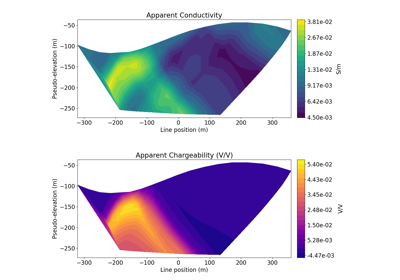 Apparent Conductivity
Pseudo-elevation (m)
−50
−100
−150
−200
−250
−300 −200 −100 0 100 200 300
Line position (m)
3.81e-02
2.67e-02
1.87e-02
1.31e-02
9.17e-03
6.42e-03
4.50e-03
S/m
Apparent Chargeability (V/V)
Pseudo-elevation (m)
−50
−100
−150
−200
−250
−300 −200 −100 0 100 200 300
Line position (m)
5.40e-02
4.43e-02
3.45e-02
2.48e-02
1.50e-02
5.28e-03
-4.47e-03
V/V